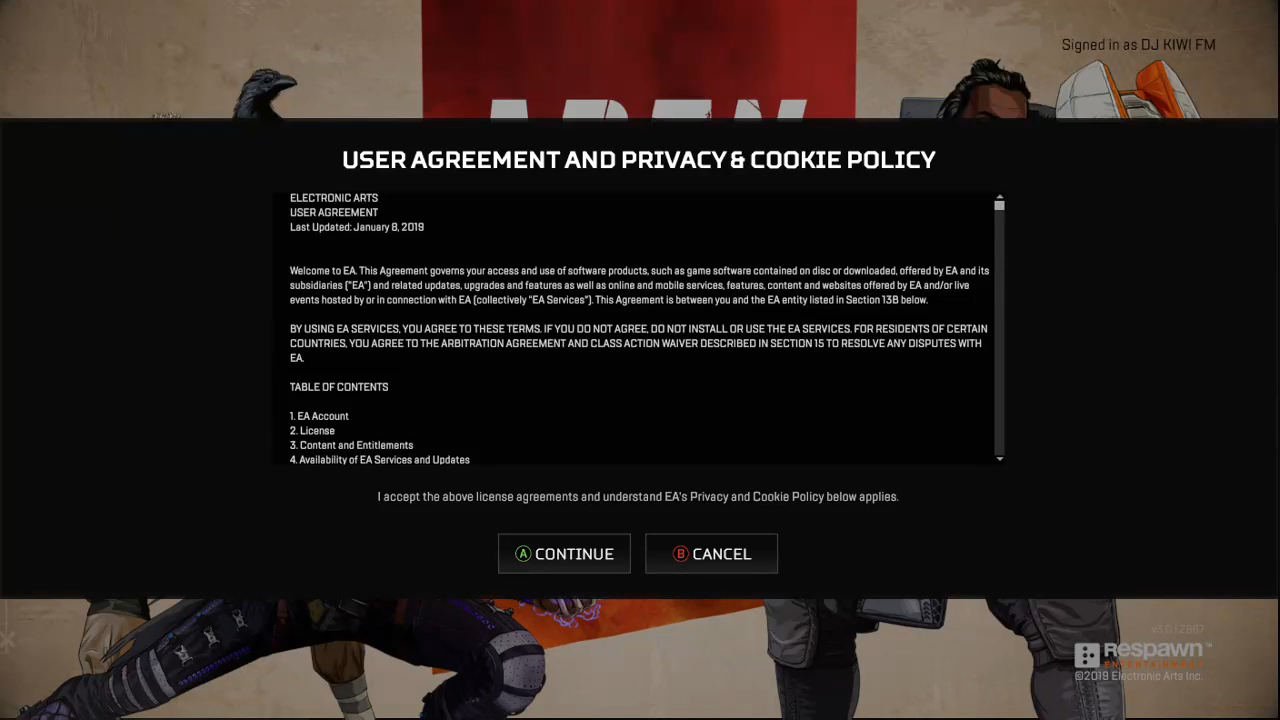 Signed in as DJ KIWI FM
USER AGREEMENT AND PRIVACY & COOKIE POLICY
ELECTRONIC ARTS
USER AGREEMENT
Last Updated: January 8, 2019
Welcome to EA. This Agreement governs your access and use of software products, such as game software contained on disc or downloaded, offered by EA and its
subsidiaries ("EA") and related updates, upgrades and features as well as online and mobile services, features, content and websites offered by EA and/or live
events hosted by or in connection with EA (collectively "EA Services"). This Agreement is between you and the EA entity listed in Section 13B below.
BY USING EA SERVICES, YOU AGREE TO THESE TERMS. IF YOU DO NOT AGREE, DO NOT INSTALL OR USE THE EA SERVICES. FOR RESIDENTS OF CERTAIN
COUNTRIES, YOU AGREE TO THE ARBITRATION AGREEMENT AND CLASS ACTION WAIVER DESCRIBED IN SECTION 15 TO RESOLVE ANY DISPUTES WITH
EA.
TABLE OF CONTENTS
1. EA Account
2. License
3. Content and Entitlements
4. Availability of EA Services and Updates
I accept the above license agreements and understand EA's Privacy and Cookie Policy below applies.
A CONTINUE
B CANCEL
Respawn™
ENTERTAINMENT
©2019 Electronic Arts Inc.